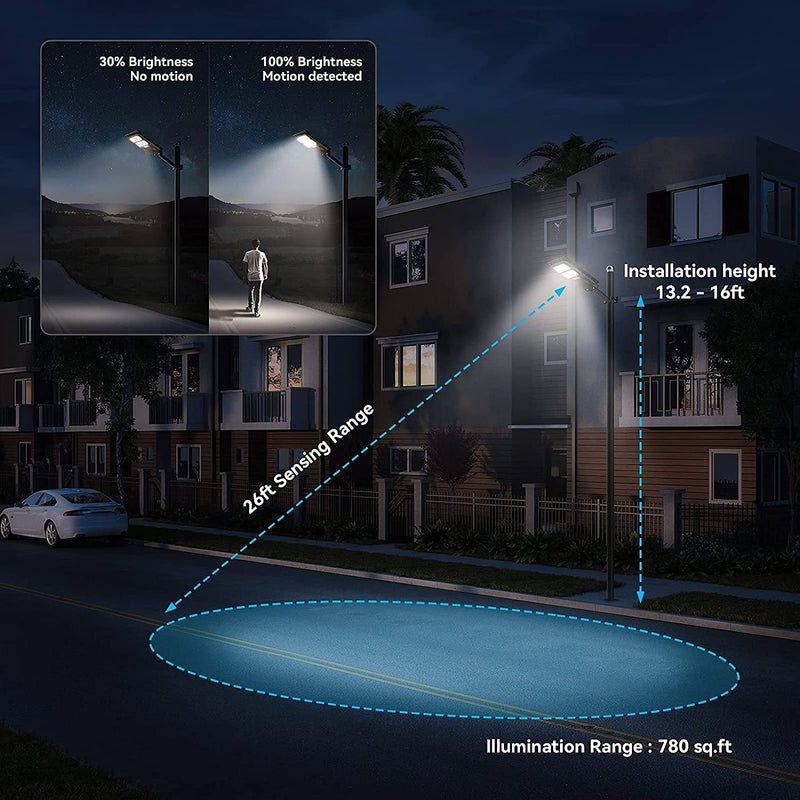 30% Brightness
No motion
100% Brightness
Motion detected
Installation height
13.2 - 16ft
26ft Sensing Range
Illumination Range : 780 sq.ft